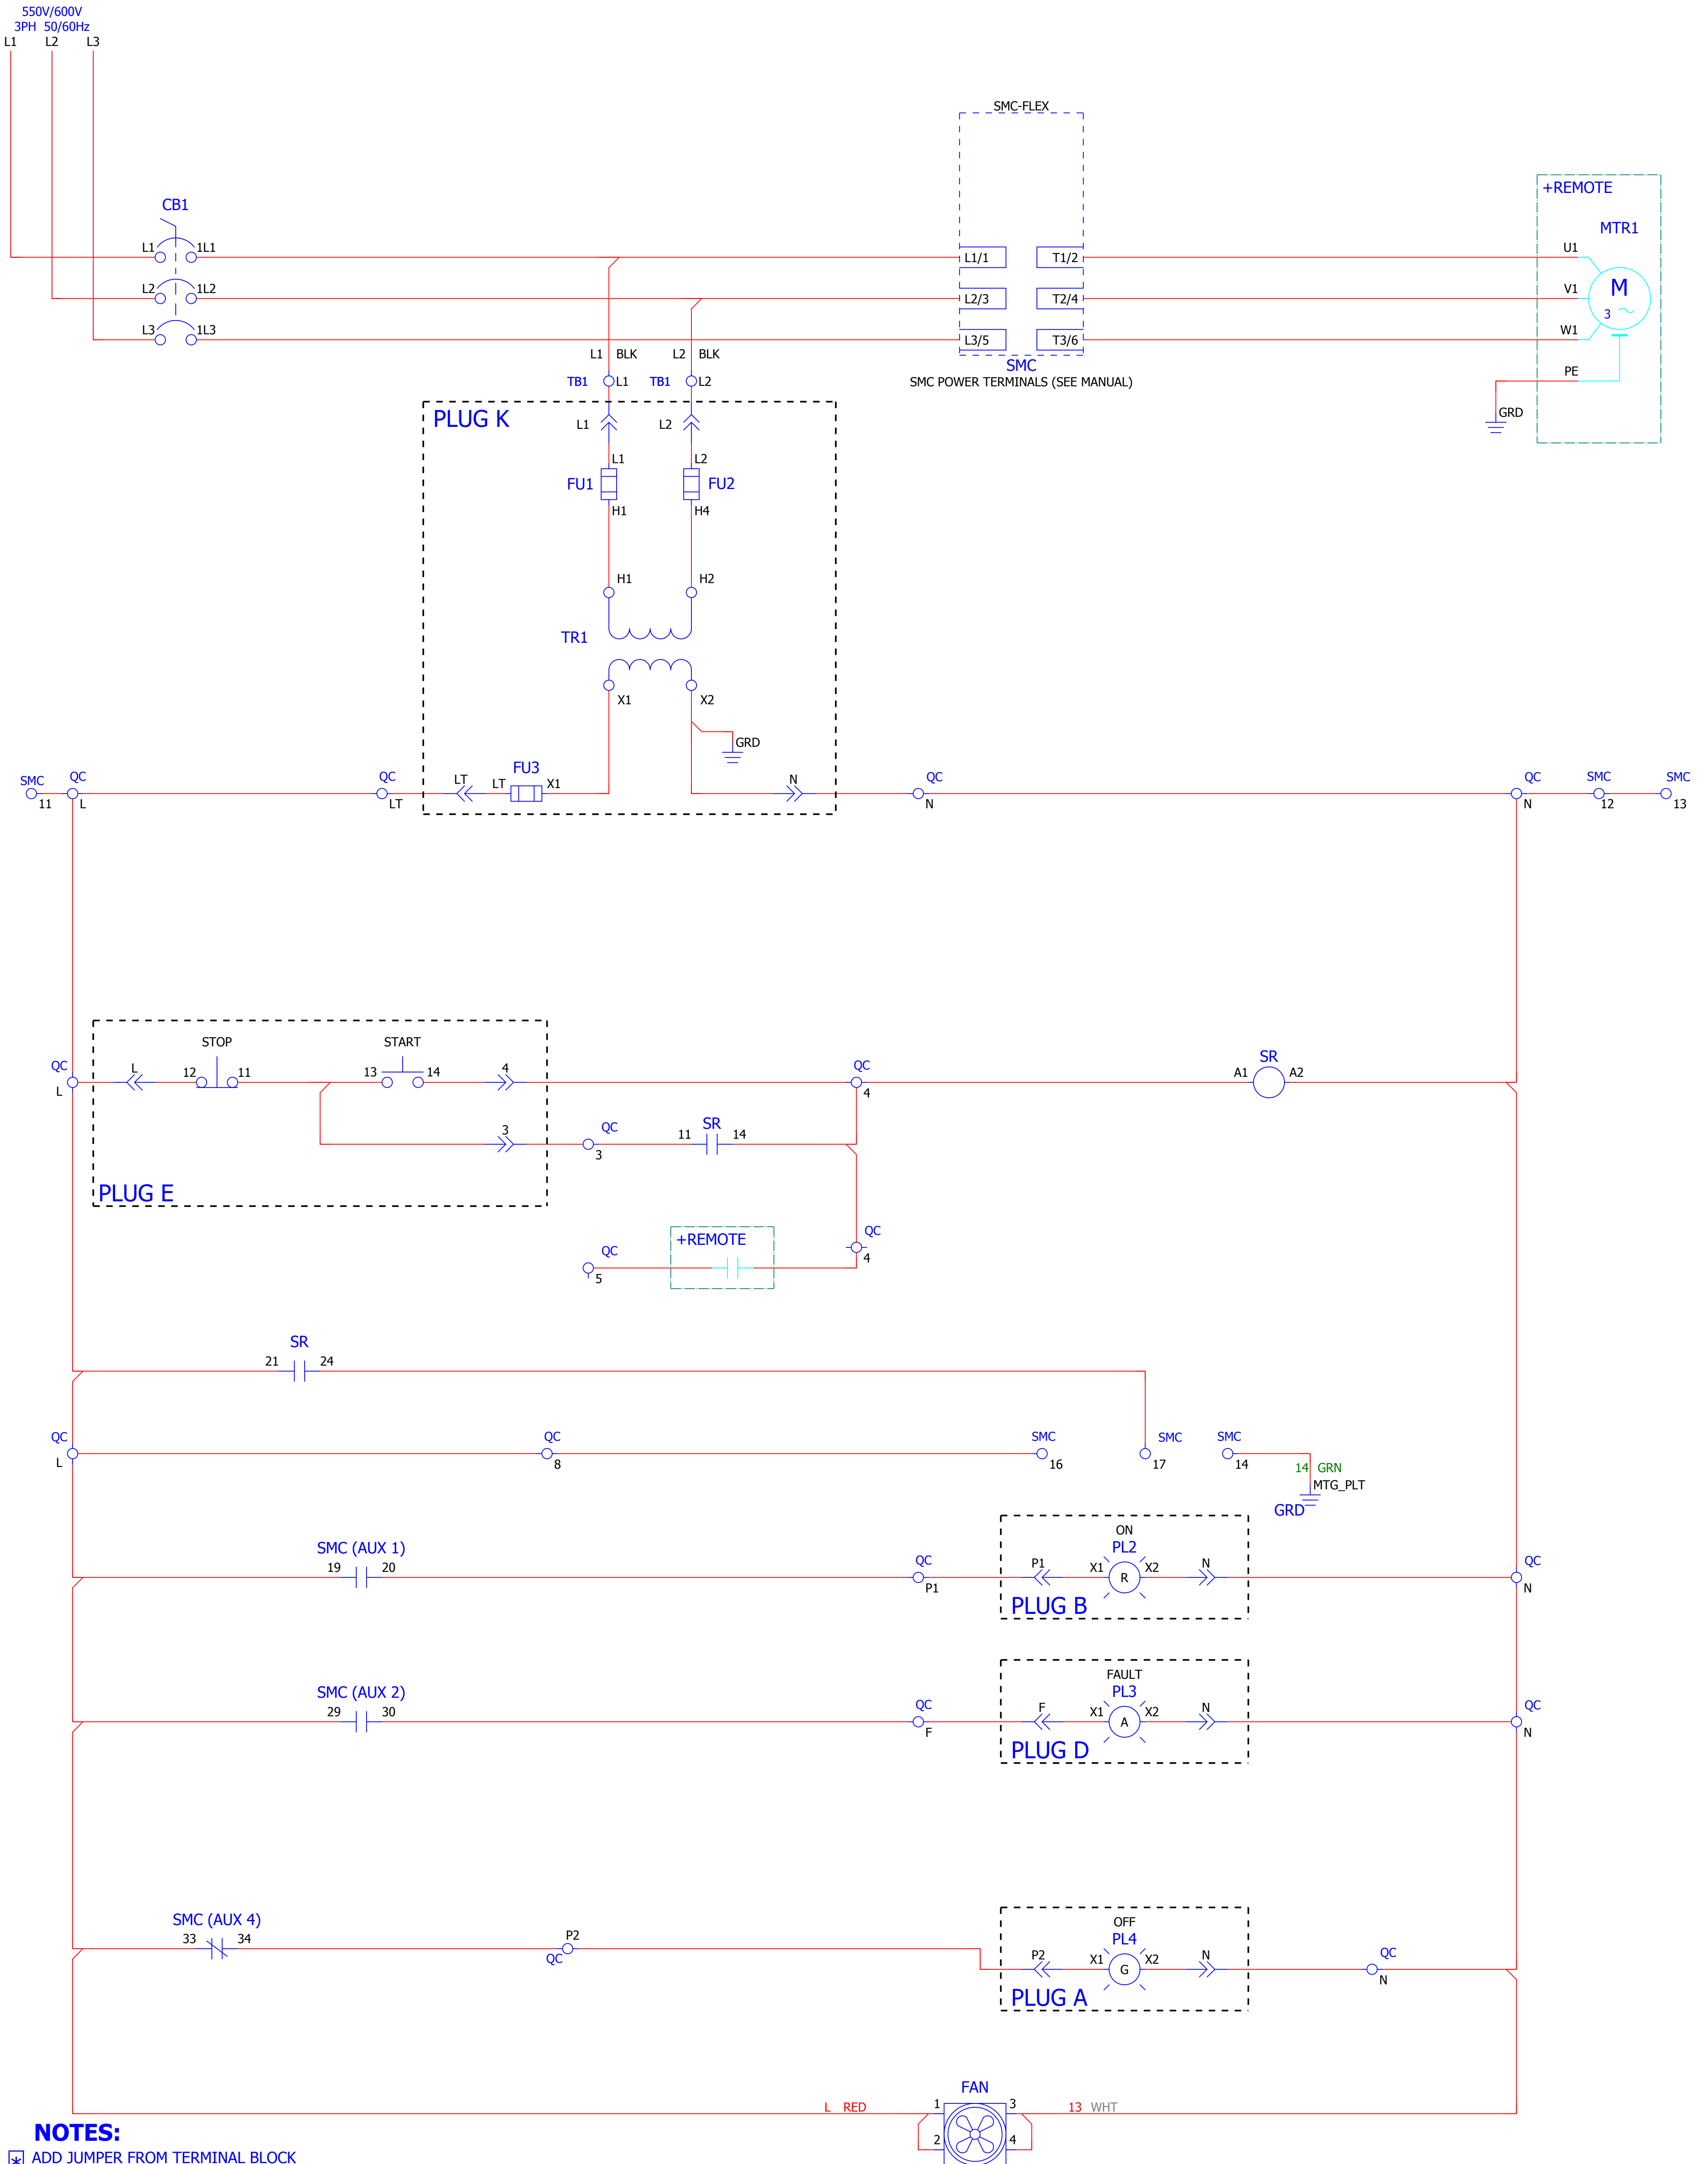 550V/600V
3PH 50/60Hz
L1 L2 L3
SMC-FLEX
+REMOTE
CB1
MTR1
L1 1L1 L1/1 T1/2 U1
L2 1L2 L2/3 T2/4 V1
M
3
L3 1L3 L3/5 T3/6 W1
L1 BLK L2 BLK
SMC
SMC POWER TERMINALS (SEE MANUAL)
PE
TB1 L1 TB1 L2
GRD
PLUG K
L1 L2
L1 L2
FU1 FU2
H1 H4
H1 H2
TR1
X1 X2
GRD
SMC QC QC LT LT FU3 X1 N QC QC SMC SMC
11 L LT N N 12 13
STOP START
QC L 12 11 13 14 4 QC A1 SR A2
L 4
3 QC 11 SR 14
3
PLUG E
+REMOTE
QC QC
5 4
SR
21 24
QC QC SMC SMC SMC
L 8 16 17 14
14 GRN
MTG_PLT
GRD
ON
SMC (AUX 1) PL2
19 20 QC P1 X1 R X2 N QC
P1 N
PLUG B
FAULT
SMC (AUX 2) PL3
29 30 QC F X1 A X2 N QC
F N
PLUG D
OFF
SMC (AUX 4) PL4
33 34 P2 P2 X1 G X2 N QC
QC N
PLUG A
FAN
L RED 1 3 13 WHT
2 4
NOTES:
* ADD JUMPER FROM TERMINAL BLOCK